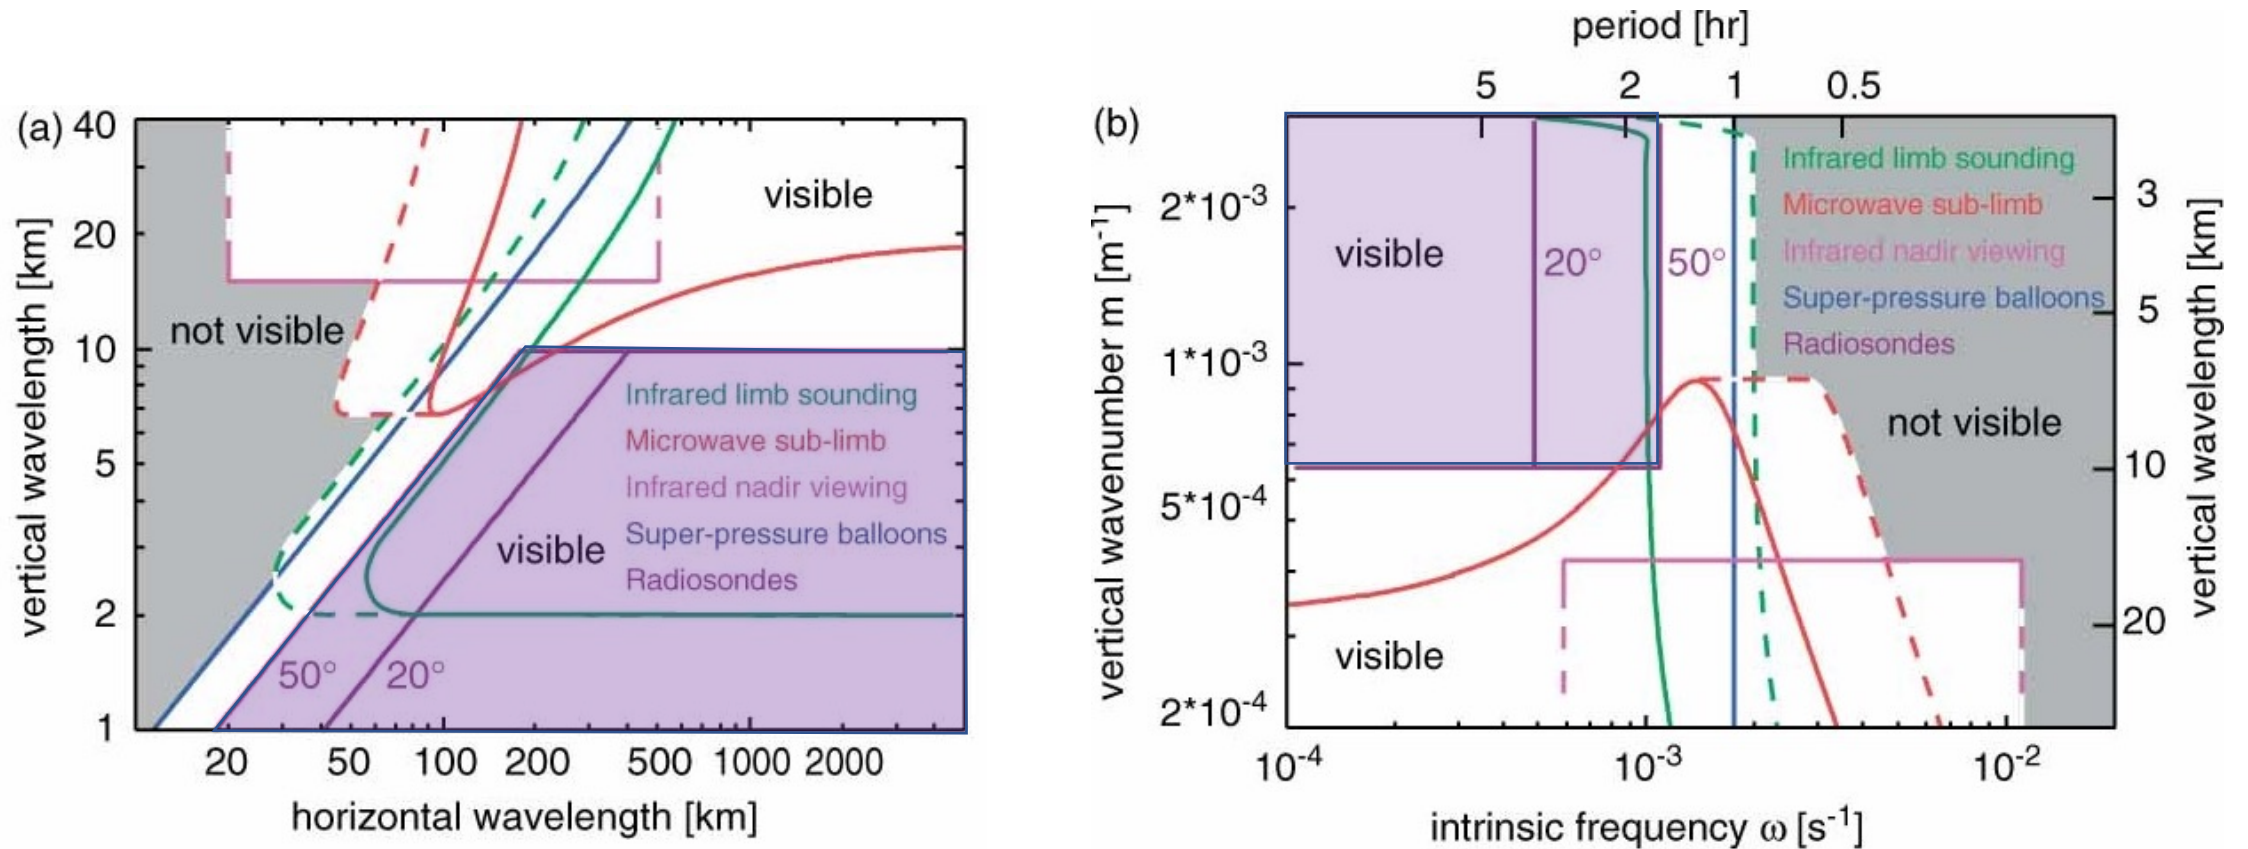 (a)
40
20
10
5
2
1
vertical wavelength [km]
visible
not visible
Infrared limb sounding
Microwave sub-limb
Infrared nadir viewing
Super-pressure balloons
Radiosondes
visible
50° 20°
20 50 100 200 500 1000 2000
horizontal wavelength [km]
(b)
period [hr]
5 2 1 0.5
vertical wavenumber m [m⁻¹]
2*10⁻³
1*10⁻³
5*10⁻⁴
2*10⁻⁴
visible
20° 50°
Infrared limb sounding
Microwave sub-limb
Infrared nadir viewing
Super-pressure balloons
Radiosondes
not visible
visible
3
5
10
20
vertical wavelength [km]
10⁻⁴ 10⁻³ 10⁻²
intrinsic frequency ω [s⁻¹]